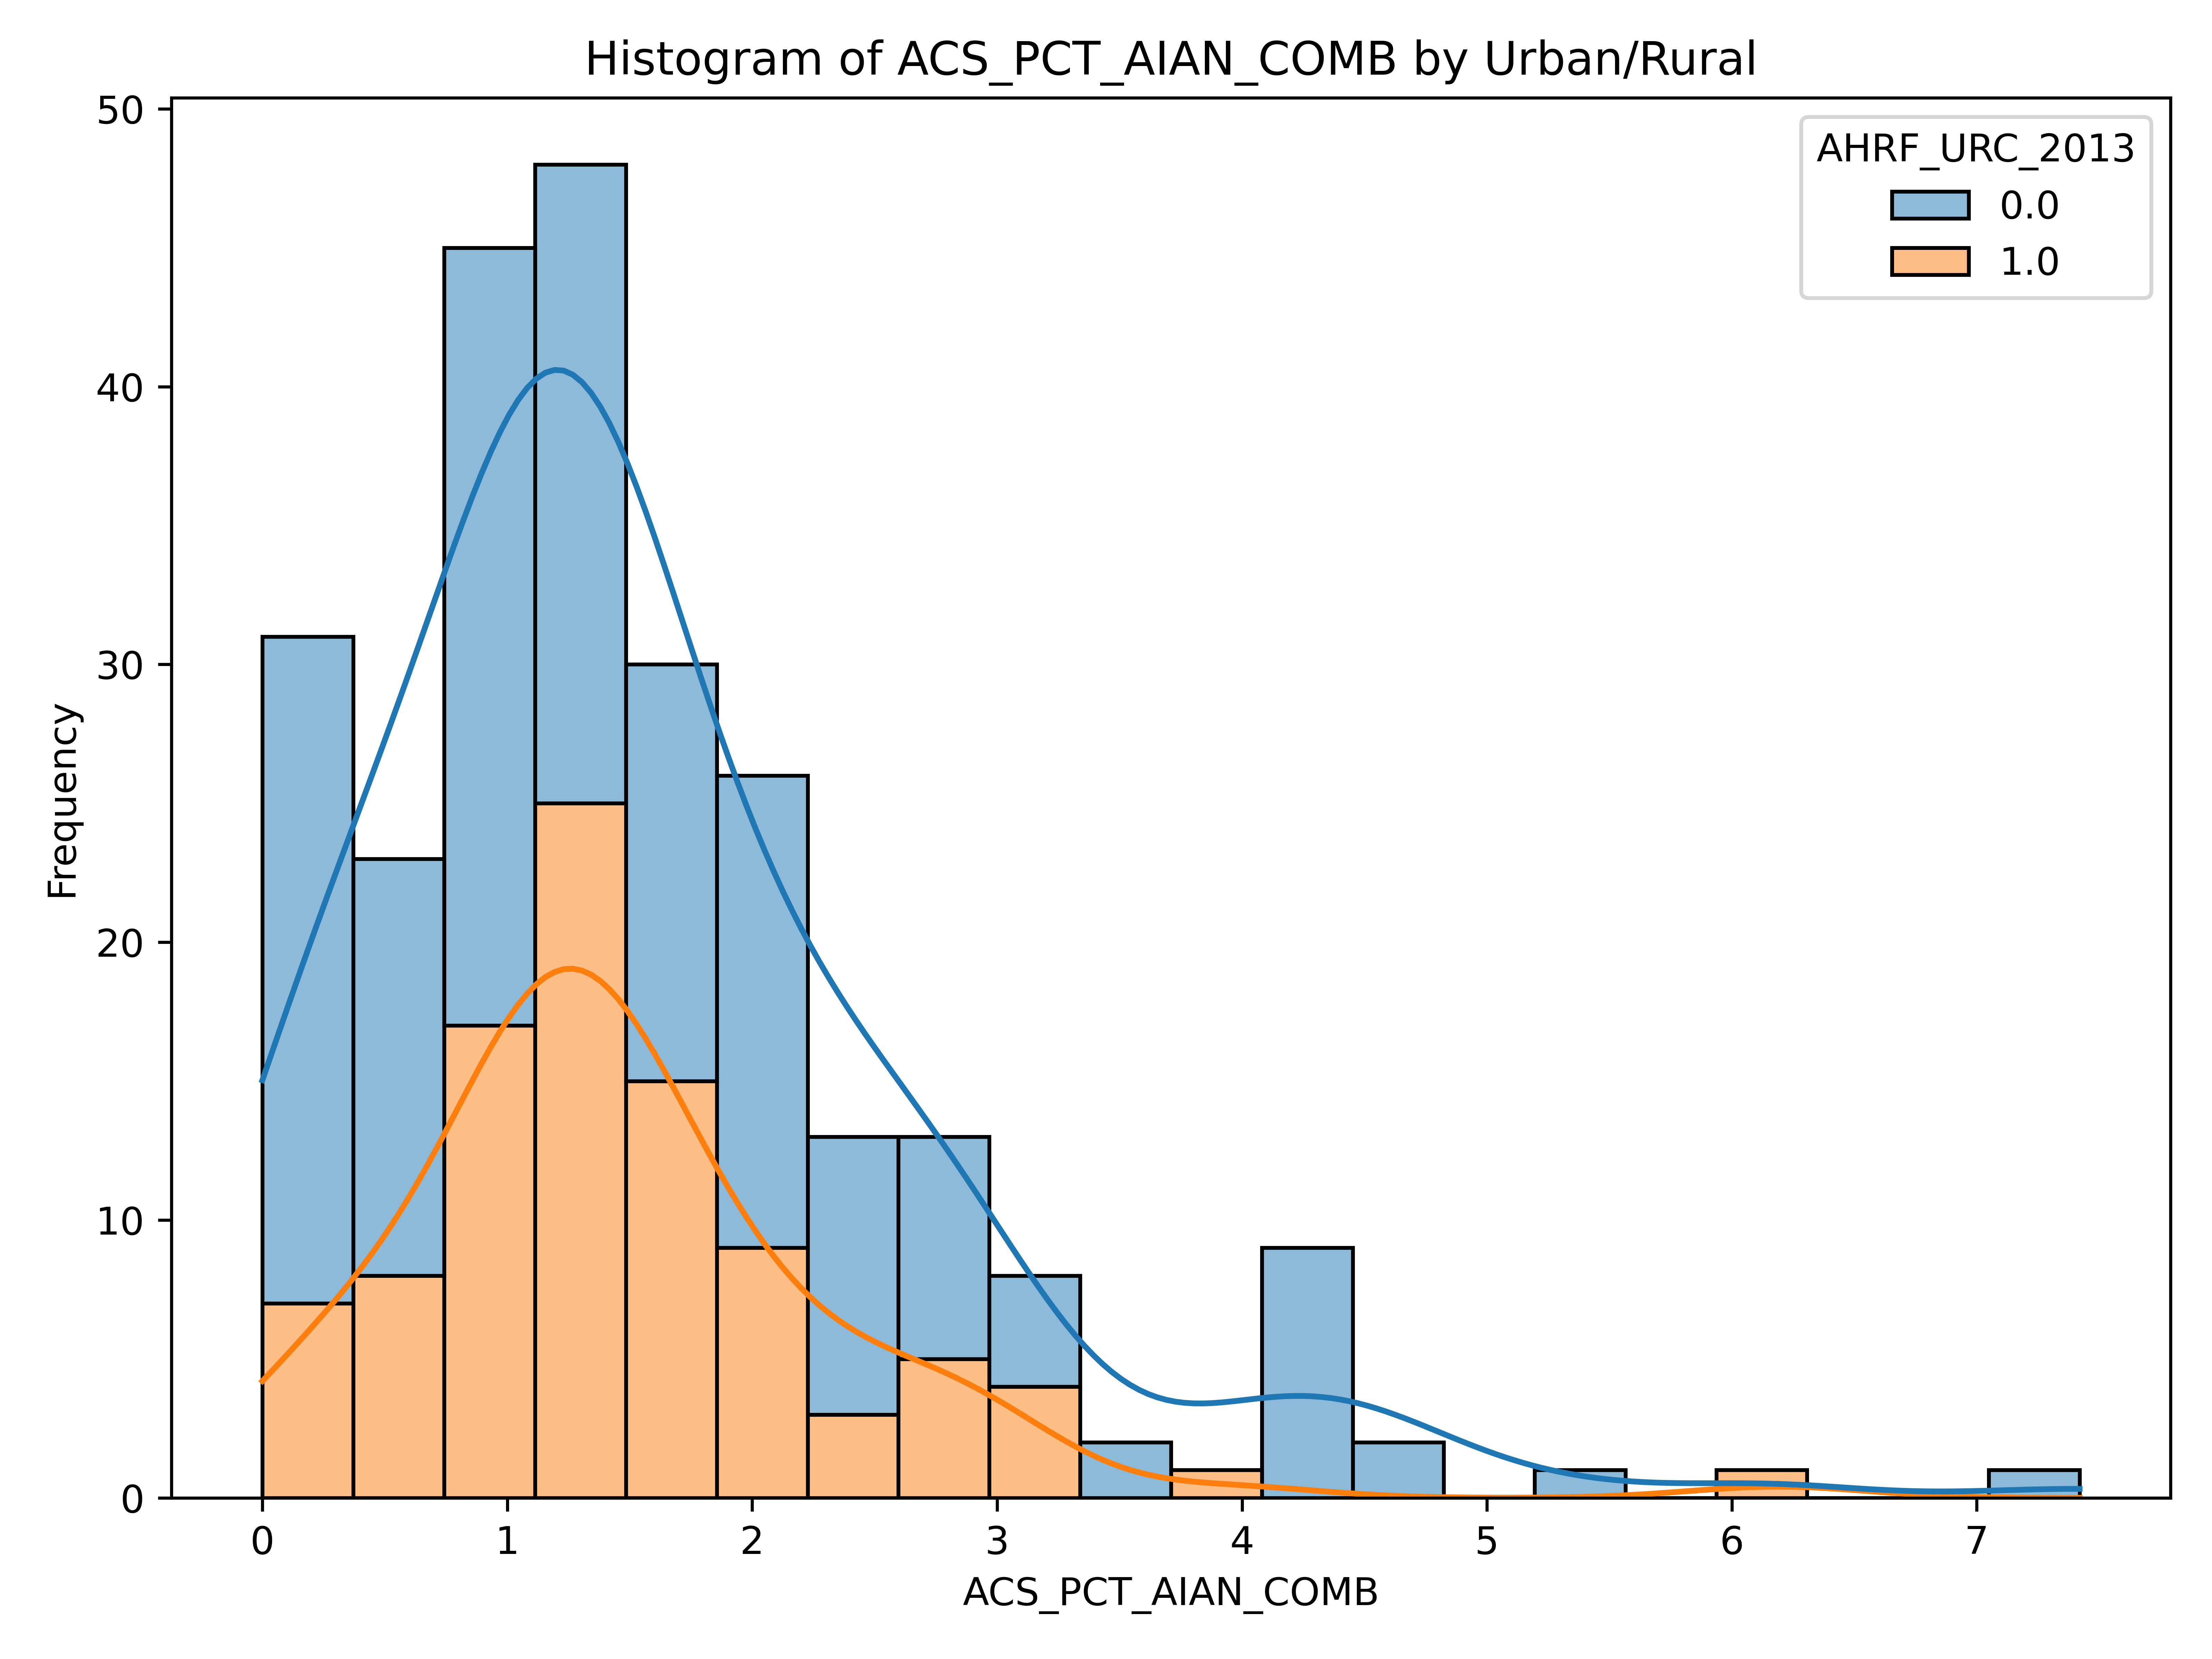 Histogram of ACS_PCT_AIAN_COMB by Urban/Rural
AHRF_URC_2013
0.0
1.0
Frequency
50
40
30
20
10
0
0 1 2 3 4 5 6 7
ACS_PCT_AIAN_COMB